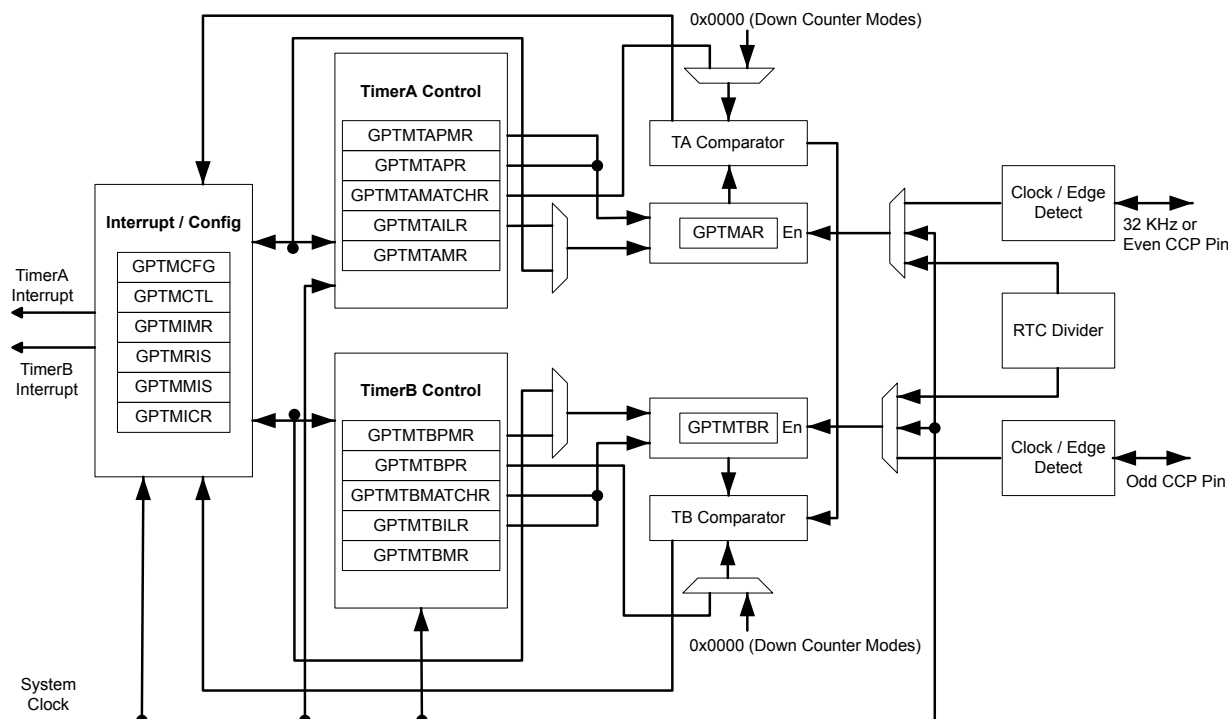 0x0000 (Down Counter Modes)
TimerA Control
GPTMTAPMR
GPTMTAPR
GPTMTAMATCHR
GPTMTAILR
GPTMTAMR
TA Comparator
GPTMAR
En
Clock / Edge
Detect
32 KHz or
Even CCP Pin
Interrupt / Config
GPTMCFG
GPTMCTL
GPTMIMR
GPTMRIS
GPTMMIS
GPTMICR
TimerA
Interrupt
TimerB
Interrupt
RTC Divider
TimerB Control
GPTMTBPMR
GPTMTBPR
GPTMTBMATCHR
GPTMTBILR
GPTMTBMR
GPTMTBR
En
TB Comparator
Clock / Edge
Detect
Odd CCP Pin
0x0000 (Down Counter Modes)
System
Clock